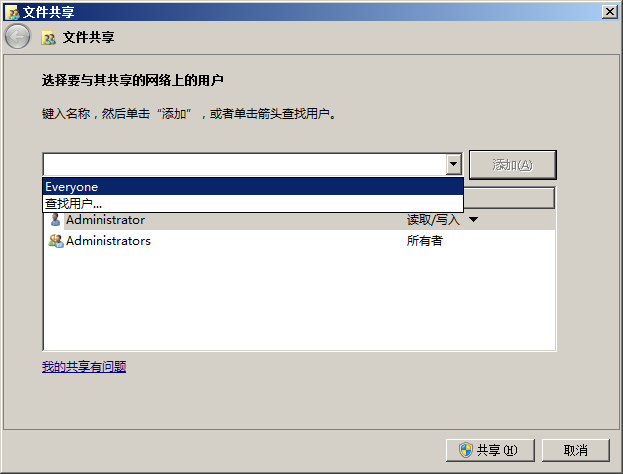 文件共享
文件共享
选择要与其共享的网络上的用户
键入名称，然后单击“添加”，或者单击箭头查找用户。
添加(A)
Everyone
查找用户...
Administrator 读取/写入
Administrators 所有者
我的共享有问题
共享(H) 取消